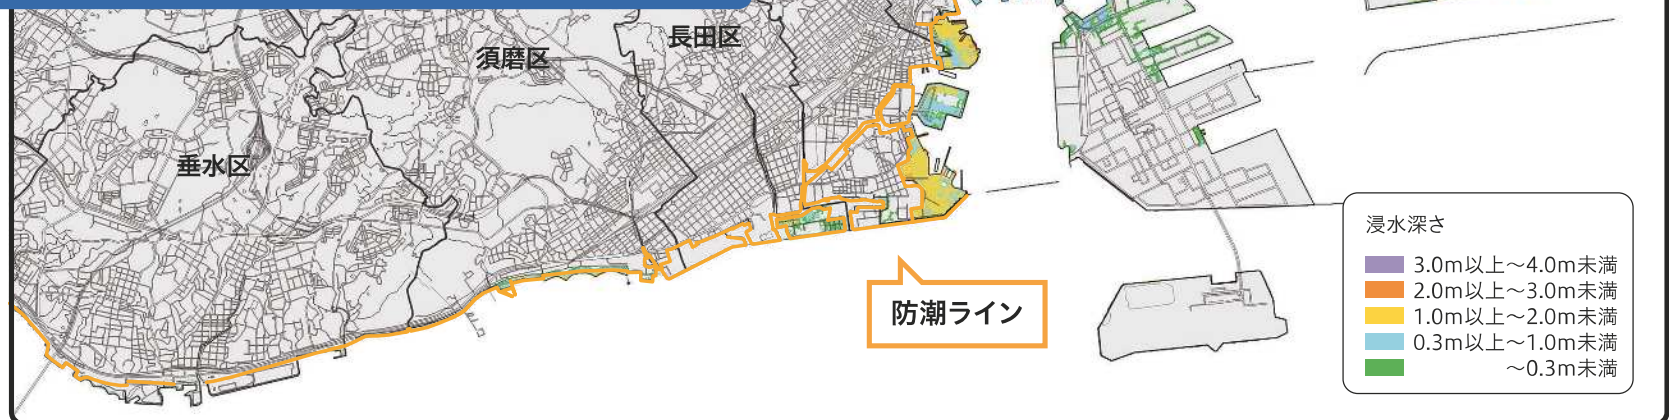 長田区
須磨区
垂水区
防潮ライン
浸水深さ
3.0m以上～4.0m未満
2.0m以上～3.0m未満
1.0m以上～2.0m未満
0.3m以上～1.0m未満
～0.3m未満